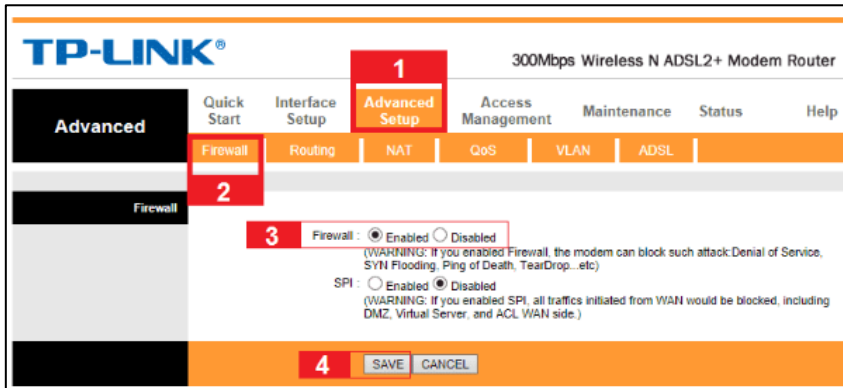 TP-LINK®
300Mbps Wireless N ADSL2+ Modem Router
1
Advanced
Quick Start
Interface Setup
Advanced Setup
Access Management
Maintenance
Status
Help
Firewall
Routing
NAT
QoS
VLAN
ADSL
2
Firewall
3
Firewall : Enabled Disabled
(WARNING: If you enabled Firewall, the modem can block such attack:Denial of Service,
SYN Flooding, Ping of Death, TearDrop...etc)
SPI : Enabled Disabled
(WARNING: If you enabled SPI, all traffics initiated from WAN would be blocked, including
DMZ, Virtual Server, and ACL WAN side.)
4
SAVE CANCEL